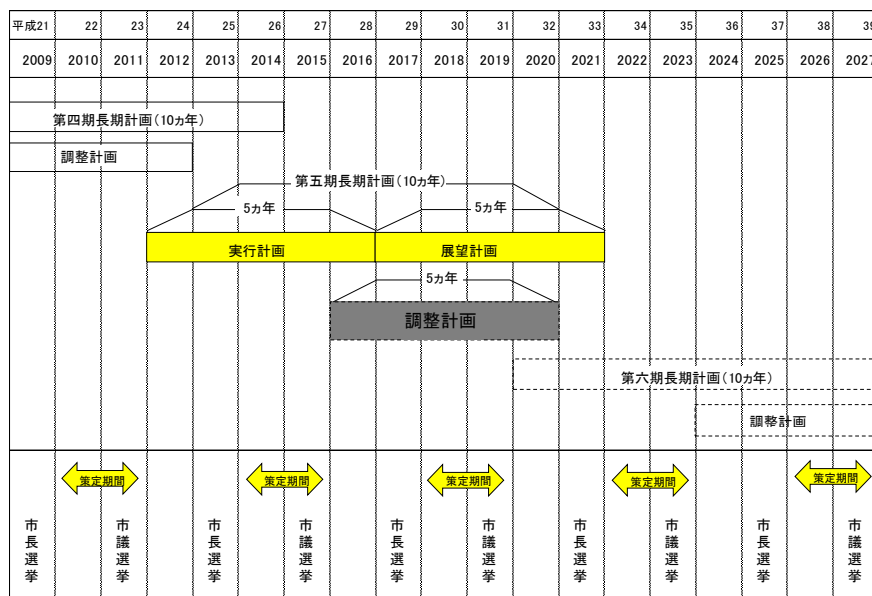 平成21 22 23 24 25 26 27 28 29 30 31 32 33 34 35 36 37 38 39
2009 2010 2011 2012 2013 2014 2015 2016 2017 2018 2019 2020 2021 2022 2023 2024 2025 2026 2027
第四期長期計画(10ヵ年)
調整計画
第五期長期計画(10ヵ年)
5ヵ年 5ヵ年
実行計画 展望計画
5ヵ年
調整計画
第六期長期計画(10ヵ年)
調整計画
策定期間 策定期間 策定期間 策定期間 策定期間
市長選挙 市議選挙 市長選挙 市議選挙 市長選挙 市議選挙 市長選挙 市議選挙 市長選挙 市議選挙